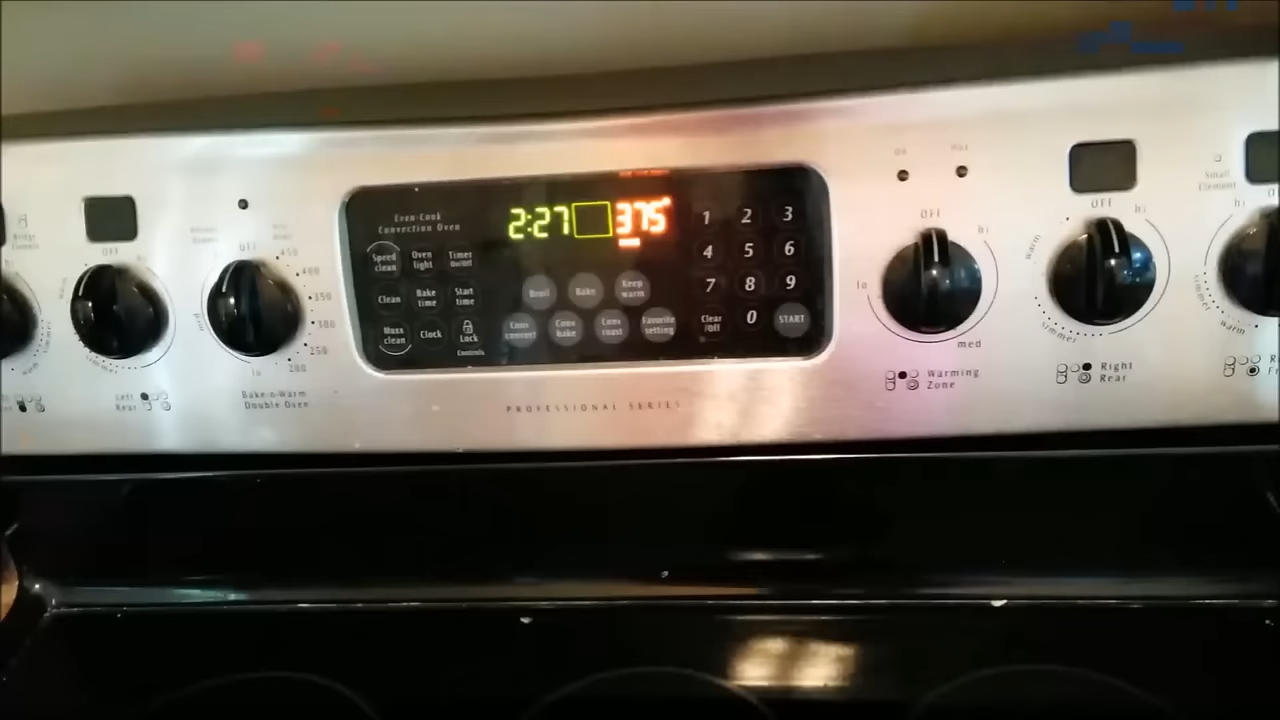 Even-Cook
Convection Oven
2:27 375°
Speed
clean
Oven
light
Timer
on/off
Clean
Bake
time
Start
time
Maxx
clean
Clock
Lock
Controls
Broil
Bake
Keep
warm
Conv
convert
Conv
bake
Conv
roast
Favorite
setting
1 2 3
4 5 6
7 8 9
Clear
/off
0
START
PROFESSIONAL SERIES
OFF
Left
Rear
OFF
450
400
350
300
250
200
lo
Bake-n-Warm
Double Oven
OFF
hi
lo
med
Warming
Zone
OFF
hi
warm
simmer
Right
Rear
Small
Element
hi
simmer
warm